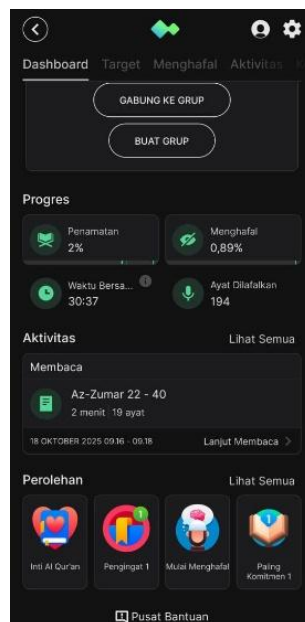 Dashboard Target Menghafal Aktivitas
GABUNG KE GRUP
BUAT GRUP
Progres
Penamatan
2%
Menghafal
0,89%
Waktu Bersa...
30:37
Ayat Dilafalkan
194
Aktivitas Lihat Semua
Membaca
Az-Zumar 22 - 40
2 menit 19 ayat
18 OKTOBER 2025 09.16 - 09.18 Lanjut Membaca
Perolehan Lihat Semua
1
Inti Al Qur'an
Pengingat 1
Mulai Menghafal
1
Paling
Komitmen 1
Pusat Bantuan